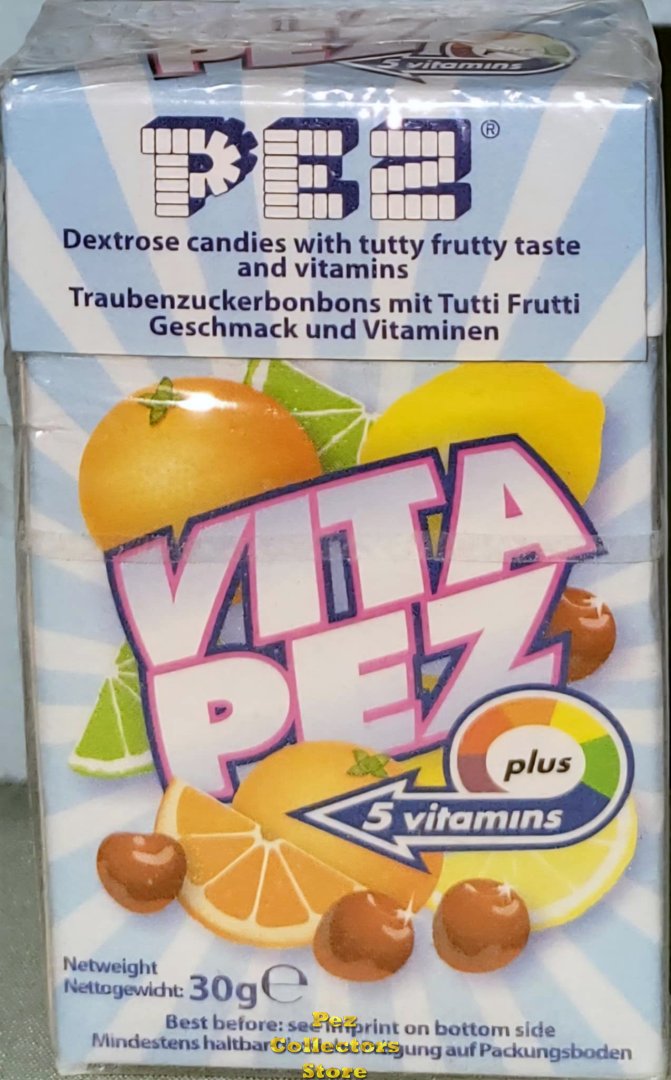 PEZ
5 vitamins
PEZ®
Dextrose candies with tutty frutty taste
and vitamins
Traubenzuckerbonbons mit Tutti Frutti
Geschmack und Vitaminen
VITA
PEZ
plus
5 vitamins
Netweight
Nettogewicht: 30g℮
Best before: see imprint on bottom side
Mindestens haltbar auf Packungsboden
Pez
Collectors
Store